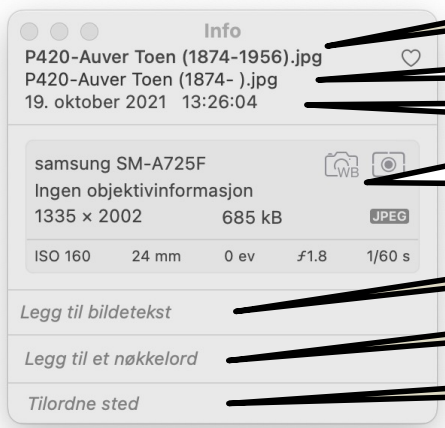 Info
P420-Auver Toen (1874-1956).jpg
P420-Auver Toen (1874- ).jpg
19. oktober 2021 13:26:04
samsung SM-A725F
WB
Ingen objektivinformasjon
1335 × 2002 685 kB JPEG
ISO 160 24 mm 0 ev ƒ1.8 1/60 s
Legg til bildetekst
Legg til et nøkkelord
Tilordne sted